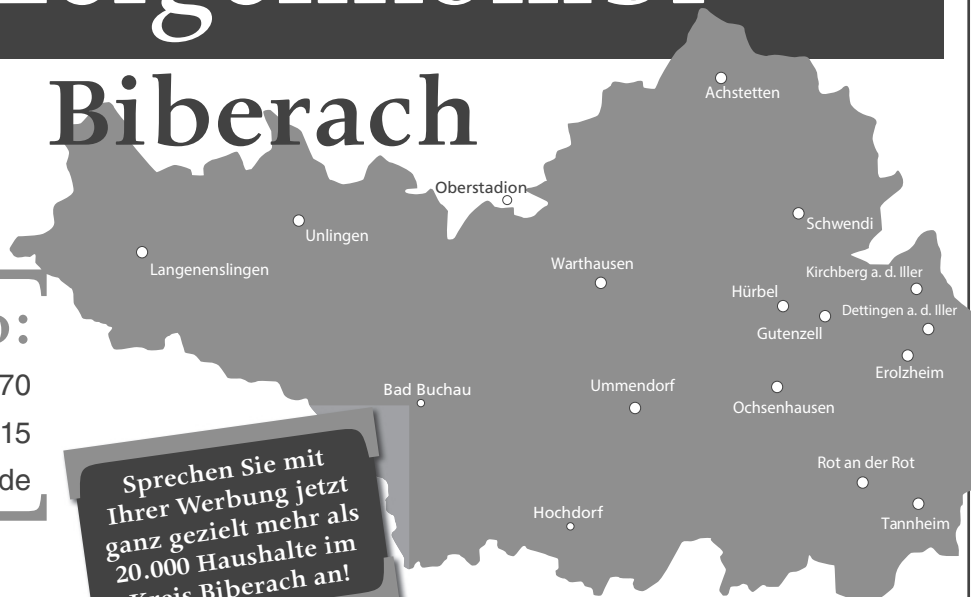 Biberach
Achstetten
Oberstadion
Schwendi
Unlingen
Langenenslingen
Warthausen
Kirchberg a. d. Iller
Hürbel
Dettingen a. d. Iller
Gutenzell
Erolzheim
70
Bad Buchau
Ummendorf
Ochsenhausen
15
Rot an der Rot
de
Hochdorf
Tannheim
Sprechen Sie mit
Ihrer Werbung jetzt
ganz gezielt mehr als
20.000 Haushalte im
Kreis Biberach an!